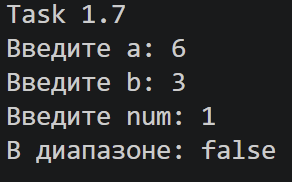 Task 1.7
Введите a: 6
Введите b: 3
Введите num: 1
В диапазоне: false